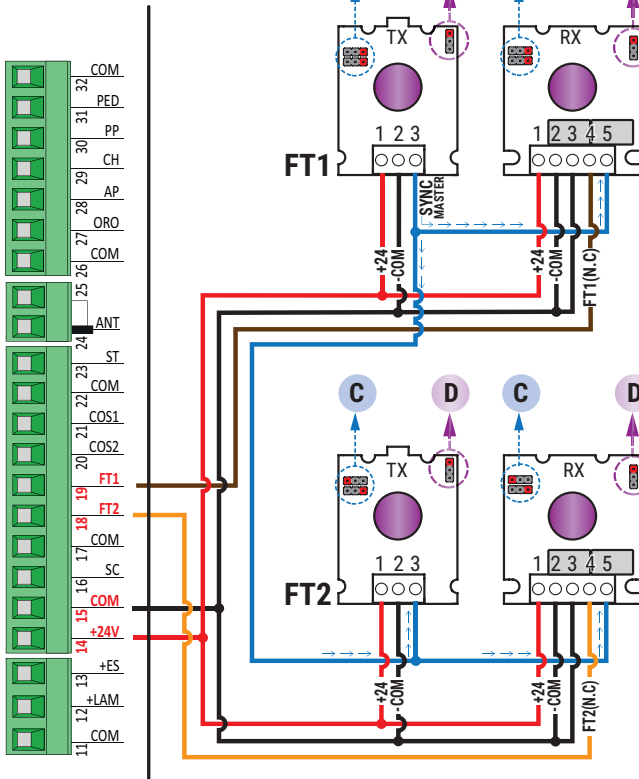 COM
32
PED
31
PP
30
CH
29
AP
28
ORO
27
COM
26
25
ANT
24
ST
23
COM
22
COS1
21
COS2
20
FT1
19
FT2
18
COM
17
SC
16
COM
15
+24V
14
+ES
13
+LAM
12
COM
11
TX
1 2 3
FT1
RX
1 2 3 4 5
SYNC
MASTER
+24
-COM
+24
-COM
FT1(N.C)
C
D
C
D
TX
1 2 3
FT2
RX
1 2 3 4 5
+24
-COM
+24
-COM
FT2(N.C)